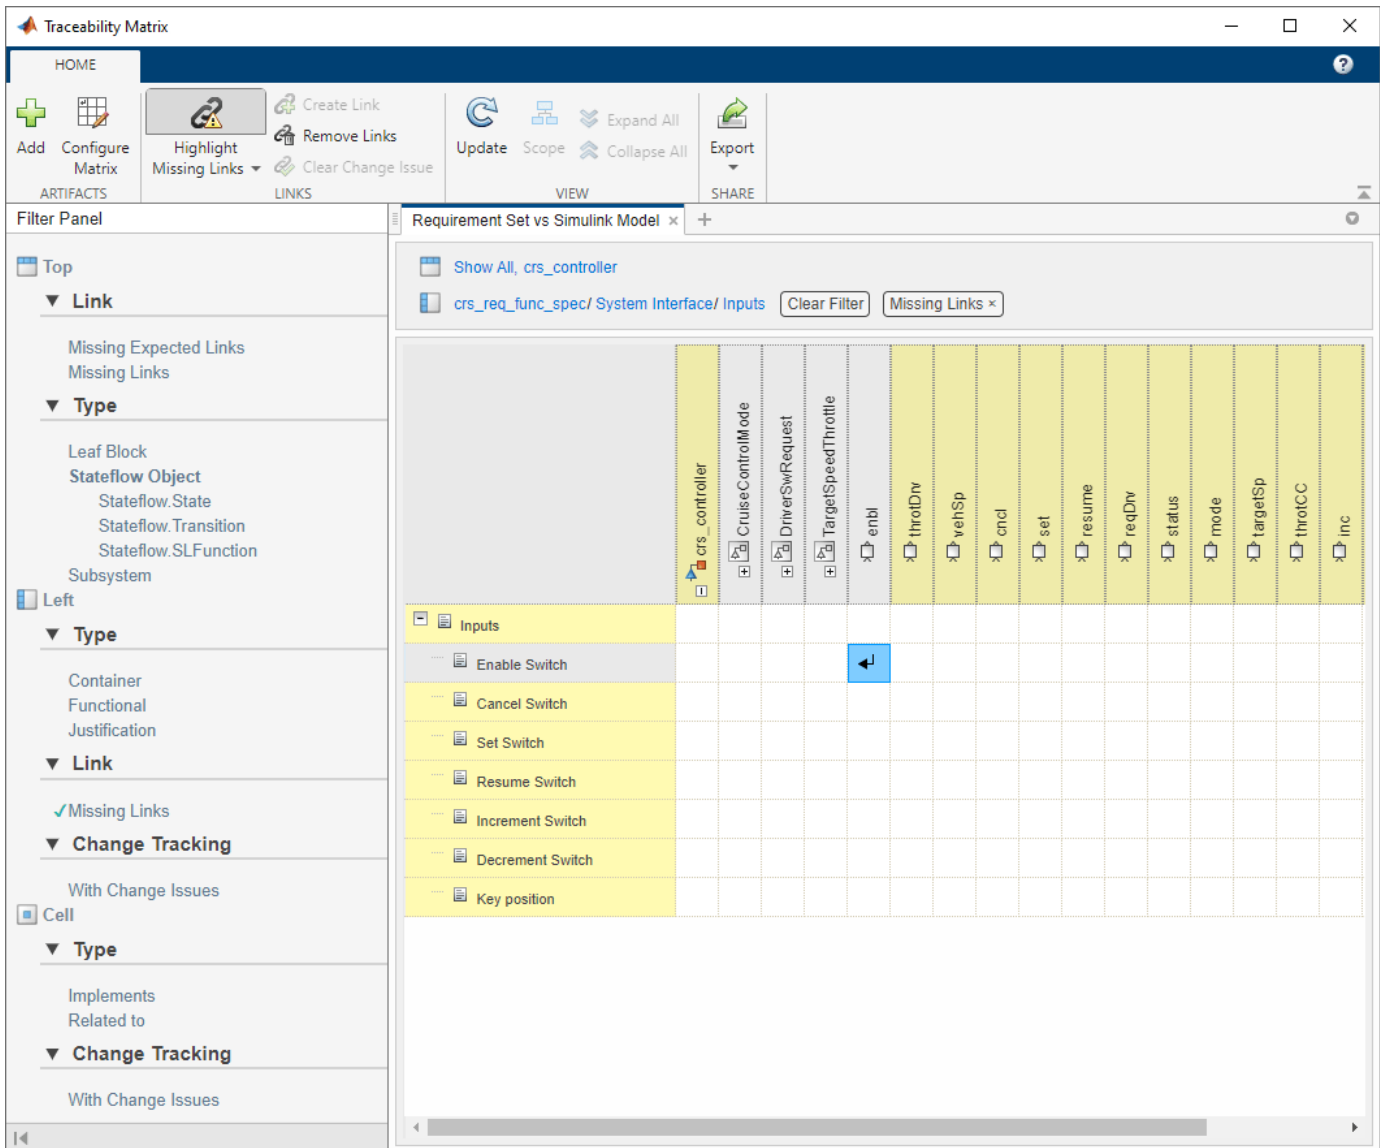 Traceability Matrix
HOME
Add
Configure
Matrix
ARTIFACTS
Highlight
Missing Links
Create Link
Remove Links
Clear Change Issue
LINKS
Update
Scope
Expand All
Collapse All
VIEW
Export
SHARE
Filter Panel
Top
Link
Missing Expected Links
Missing Links
Type
Leaf Block
Stateflow Object
Stateflow.State
Stateflow.Transition
Stateflow.SLFunction
Subsystem
Left
Type
Container
Functional
Justification
Link
✓Missing Links
Change Tracking
With Change Issues
Cell
Type
Implements
Related to
Change Tracking
With Change Issues
Requirement Set vs Simulink Model ×
Show All, crs_controller
crs_req_func_spec/ System Interface/ Inputs Clear Filter Missing Links ×
crs_controller
CruiseControlMode
DriverSwRequest
TargetSpeedThrottle
enbl
throtDrv
vehSp
cncl
set
resume
reqDrv
status
mode
targetSp
throtCC
inc
Inputs
Enable Switch
Cancel Switch
Set Switch
Resume Switch
Increment Switch
Decrement Switch
Key position